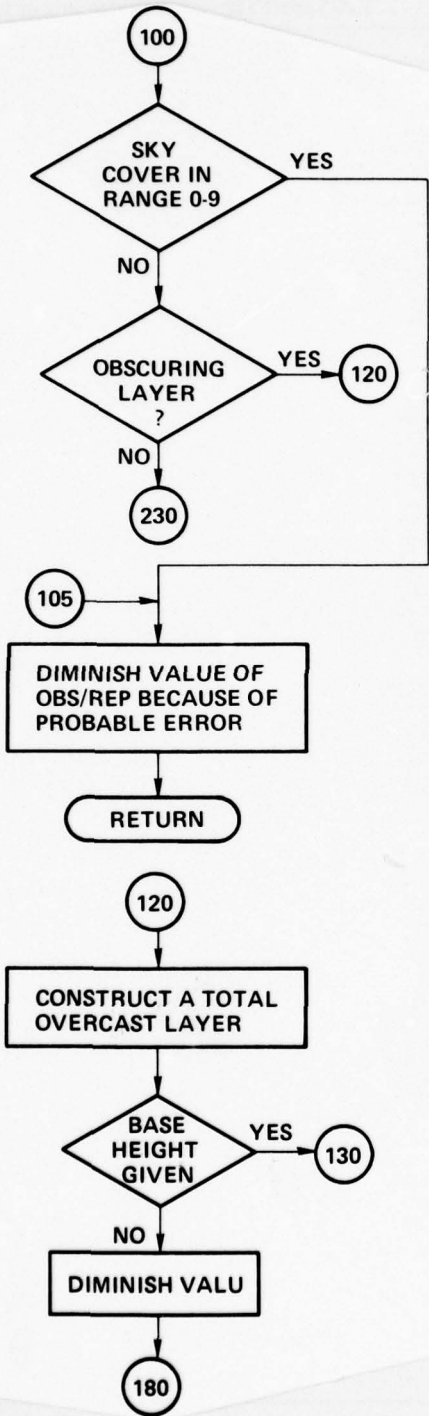 100
SKY
COVER IN
RANGE 0-9
YES
NO
OBSCURING
LAYER
?
YES
120
NO
230
105
DIMINISH VALUE OF
OBS/REP BECAUSE OF
PROBABLE ERROR
RETURN
120
CONSTRUCT A TOTAL
OVERCAST LAYER
BASE
HEIGHT
GIVEN
YES
130
NO
DIMINISH VALU
180